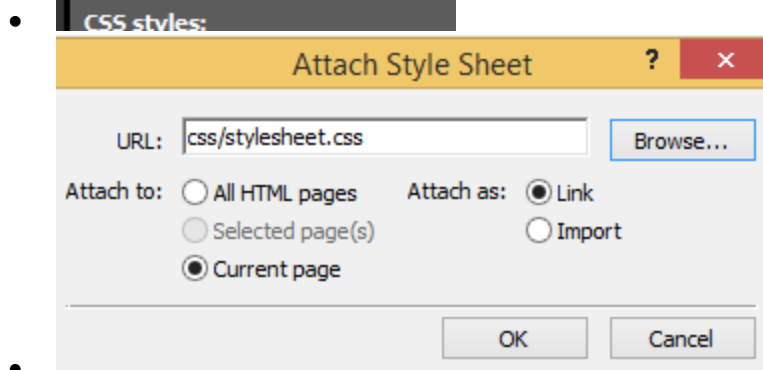 CSS styles:
Attach Style Sheet ? ×
URL: css/stylesheet.css Browse...
Attach to: All HTML pages Attach as: Link
Selected page(s) Import
Current page
OK Cancel